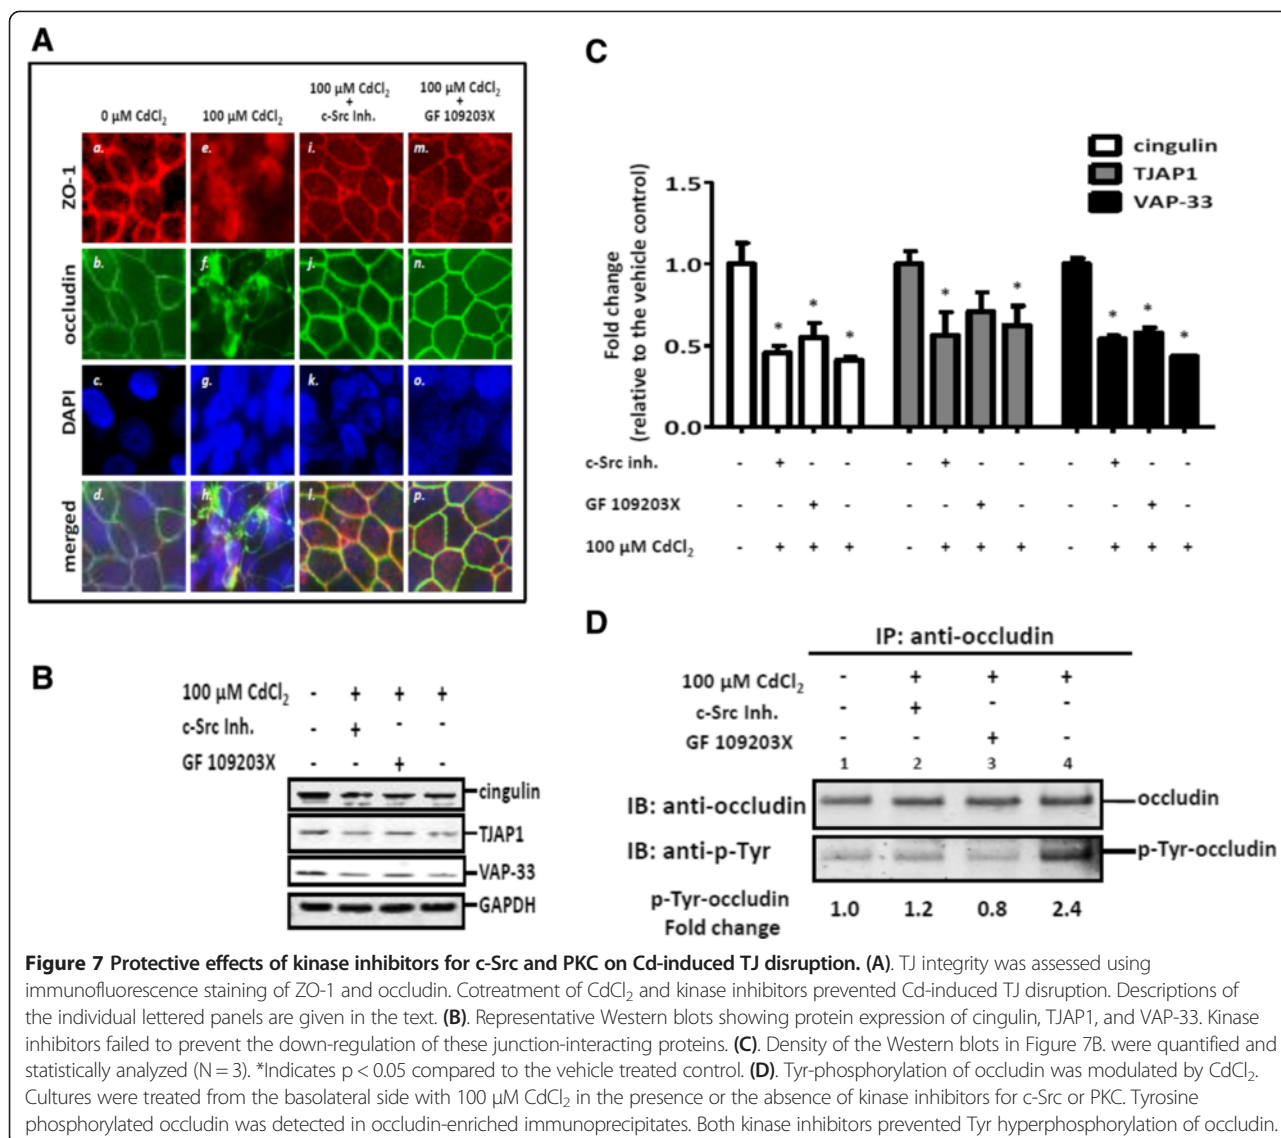 A
0 µM CdCl2
100 µM CdCl2
100 µM CdCl2
+
c-Src Inh.
100 µM CdCl2
+
GF 109203X
ZO-1
a.
e.
i.
m.
occludin
b.
f.
j.
n.
DAPI
c.
g.
k.
o.
merged
d.
h.
l.
p.
B
100 µM CdCl2 - + + +
c-Src Inh. - + - -
GF 109203X - - + -
cingulin
TJAP1
VAP-33
GAPDH
C
cingulin
TJAP1
VAP-33
Fold change
(relative to the vehicle control)
1.5
1.0
0.5
0.0
* * * * * * * *
c-Src inh. - + - - - + - - - + - -
GF 109203X - - + - - - + - - - + -
100 µM CdCl2 - + + + - + + + - + + +
D
IP: anti-occludin
100 µM CdCl2 - + + +
c-Src Inh. - + - -
GF 109203X - - + -
1 2 3 4
IB: anti-occludin
occludin
IB: anti-p-Tyr
p-Tyr-occludin
p-Tyr-occludin
Fold change
1.0 1.2 0.8 2.4
Figure 7 Protective effects of kinase inhibitors for c-Src and PKC on Cd-induced TJ disruption. (A). TJ integrity was assessed using
immunofluorescence staining of ZO-1 and occludin. Cotreatment of CdCl2 and kinase inhibitors prevented Cd-induced TJ disruption. Descriptions of
the individual lettered panels are given in the text. (B). Representative Western blots showing protein expression of cingulin, TJAP1, and VAP-33. Kinase
inhibitors failed to prevent the down-regulation of these junction-interacting proteins. (C). Density of the Western blots in Figure 7B. were quantified and
statistically analyzed (N = 3). *Indicates p < 0.05 compared to the vehicle treated control. (D). Tyr-phosphorylation of occludin was modulated by CdCl2.
Cultures were treated from the basolateral side with 100 µM CdCl2 in the presence or the absence of kinase inhibitors for c-Src or PKC. Tyrosine
phosphorylated occludin was detected in occludin-enriched immunoprecipitates. Both kinase inhibitors prevented Tyr hyperphosphorylation of occludin.